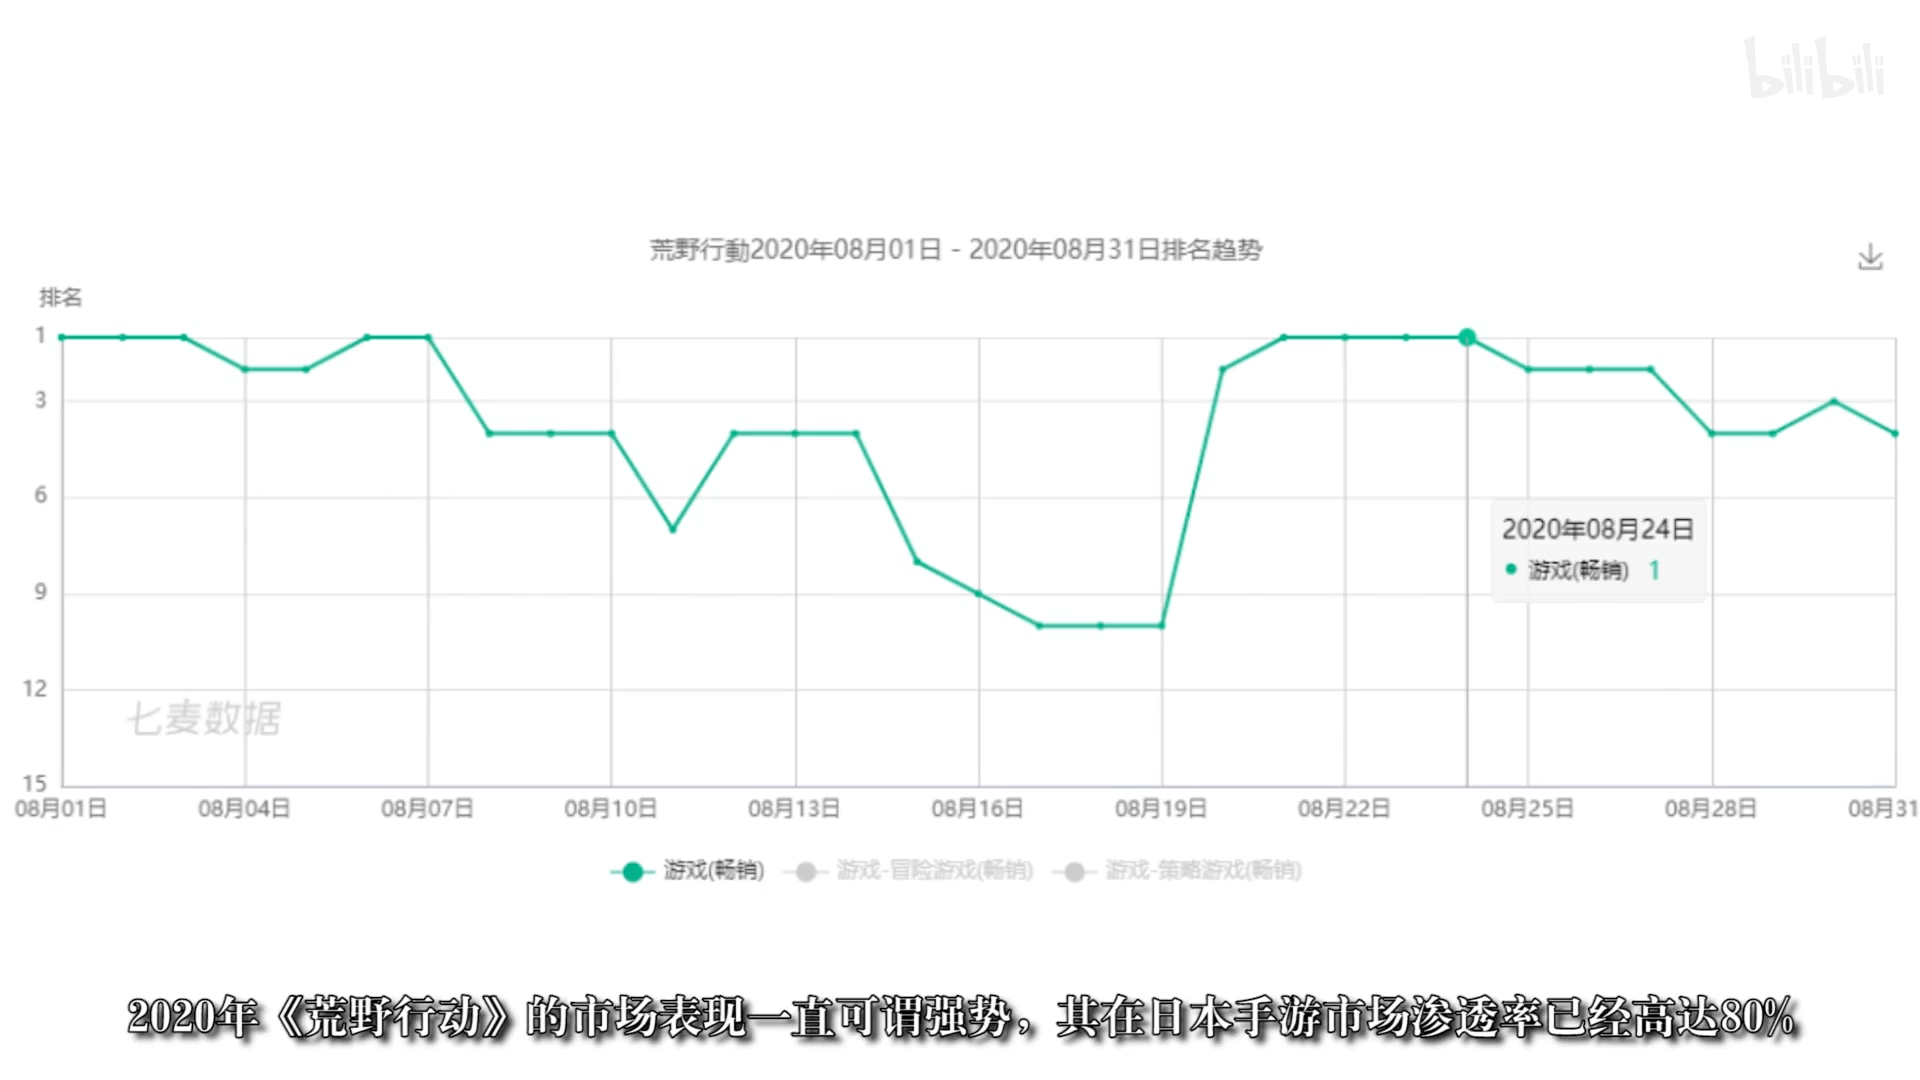 bilibili
荒野行動2020年08月01日 - 2020年08月31日排名趋势
排名
1
3
6
9
12
15
2020年08月24日
游戏(畅销) 1
七麦数据
08月01日 08月04日 08月07日 08月10日 08月13日 08月16日 08月19日 08月22日 08月25日 08月28日 08月31
游戏(畅销) 游戏-冒险游戏(畅销) 游戏-策略游戏(畅销)
2020年《荒野行动》的市场表现一直可谓强势，其在日本手游市场渗透率已经高达80%